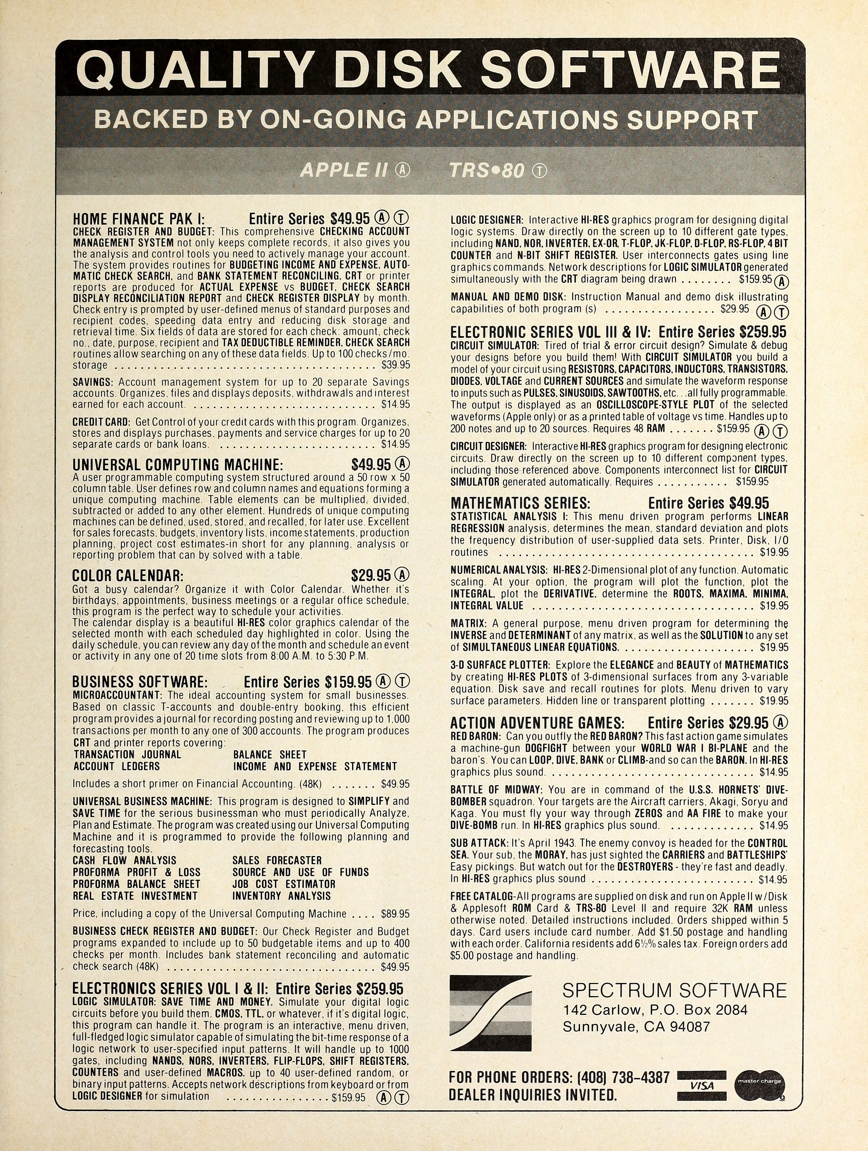 QUALITY DISK SOFTWARE
BACKED BY ON-GOING APPLICATIONS SUPPORT
APPLE II Ⓐ TRS•80 Ⓣ
HOME FINANCE PAK I: Entire Series $49.95 Ⓐ Ⓣ
CHECK REGISTER AND BUDGET: This comprehensive CHECKING ACCOUNT
MANAGEMENT SYSTEM not only keeps complete records, it also gives you
the analysis and control tools you need to actively manage your account.
The system provides routines for BUDGETING INCOME AND EXPENSE, AUTO-
MATIC CHECK SEARCH, and BANK STATEMENT RECONCILING. CRT or printer
reports are produced for ACTUAL EXPENSE vs BUDGET, CHECK SEARCH
DISPLAY RECONCILIATION REPORT and CHECK REGISTER DISPLAY by month.
Check entry is prompted by user-defined menus of standard purposes and
recipient codes, speeding data entry and reducing disk storage and
retrieval time. Six fields of data are stored for each check: amount, check
no., date, purpose, recipient and TAX DEDUCTIBLE REMINDER. CHECK SEARCH
routines allow searching on any of these data fields. Up to 100 checks/mo.
storage . . . . . . . . . . . . . . . . . . . . $39.95
SAVINGS: Account management system for up to 20 separate Savings
accounts. Organizes, files and displays deposits, withdrawals and interest
earned for each account. . . . . . . . . . . . . . . . . $14.95
CREDIT CARD: Get Control of your credit cards with this program. Organizes,
stores and displays purchases, payments and service charges for up to 20
separate cards or bank loans. . . . . . . . . . . . . . . $14.95
UNIVERSAL COMPUTING MACHINE: $49.95 Ⓐ
A user programmable computing system structured around a 50 row x 50
column table. User defines row and column names and equations forming a
unique computing machine. Table elements can be multiplied, divided,
subtracted or added to any other element. Hundreds of unique computing
machines can be defined, used, stored, and recalled, for later use. Excellent
for sales forecasts, budgets, inventory lists, income statements, production
planning, project cost estimates-in short for any planning, analysis or
reporting problem that can by solved with a table.
COLOR CALENDAR: $29.95 Ⓐ
Got a busy calendar? Organize it with Color Calendar. Whether it's
birthdays, appointments, business meetings or a regular office schedule,
this program is the perfect way to schedule your activities.
The calendar display is a beautiful HI-RES color graphics calendar of the
selected month with each scheduled day highlighted in color. Using the
daily schedule, you can review any day of the month and schedule an event
or activity in any one of 20 time slots from 8:00 A.M. to 5:30 P.M.
BUSINESS SOFTWARE: Entire Series $159.95 Ⓐ Ⓣ
MICROACCOUNTANT: The ideal accounting system for small businesses.
Based on classic T-accounts and double-entry booking, this efficient
program provides a journal for recording posting and reviewing up to 1,000
transactions per month to any one of 300 accounts. The program produces
CRT and printer reports covering:
TRANSACTION JOURNAL BALANCE SHEET
ACCOUNT LEDGERS INCOME AND EXPENSE STATEMENT
Includes a short primer on Financial Accounting. (48K) . . . . . . . $49.95
UNIVERSAL BUSINESS MACHINE: This program is designed to SIMPLIFY and
SAVE TIME for the serious businessman who must periodically Analyze,
Plan and Estimate. The program was created using our Universal Computing
Machine and it is programmed to provide the following planning and
forecasting tools.
CASH FLOW ANALYSIS SALES FORECASTER
PROFORMA PROFIT & LOSS SOURCE AND USE OF FUNDS
PROFORMA BALANCE SHEET JOB COST ESTIMATOR
REAL ESTATE INVESTMENT INVENTORY ANALYSIS
Price, including a copy of the Universal Computing Machine . . . . $89.95
BUSINESS CHECK REGISTER AND BUDGET: Our Check Register and Budget
programs expanded to include up to 50 budgetable items and up to 400
checks per month. Includes bank statement reconciling and automatic
check search (48K) . . . . . . . . . . . . . . . . . . $49.95
ELECTRONICS SERIES VOL I & II: Entire Series $259.95
LOGIC SIMULATOR: SAVE TIME AND MONEY. Simulate your digital logic
circuits before you build them. CMOS, TTL, or whatever, if it's digital logic,
this program can handle it. The program is an interactive, menu driven,
full-fledged logic simulator capable of simulating the bit-time response of a
logic network to user-specified input patterns. It will handle up to 1000
gates, including NANDS, NORS, INVERTERS, FLIP-FLOPS, SHIFT REGISTERS,
COUNTERS and user-defined MACROS. up to 40 user-defined random, or
binary input patterns. Accepts network descriptions from keyboard or from
LOGIC DESIGNER for simulation . . . . . . . . . . . . $159.95 Ⓐ Ⓣ
LOGIC DESIGNER: Interactive HI-RES graphics program for designing digital
logic systems. Draw directly on the screen up to 10 different gate types,
including NAND, NOR, INVERTER, EX-OR, T-FLOP, JK-FLOP, D-FLOP, RS-FLOP, 4 BIT
COUNTER and N-BIT SHIFT REGISTER. User interconnects gates using line
graphics commands. Network descriptions for LOGIC SIMULATOR generated
simultaneously with the CRT diagram being drawn . . . . . . . $159.95 Ⓐ
MANUAL AND DEMO DISK: Instruction Manual and demo disk illustrating
capabilities of both program (s) . . . . . . . . . . . . $29.95 Ⓐ Ⓣ
ELECTRONIC SERIES VOL III & IV: Entire Series $259.95
CIRCUIT SIMULATOR: Tired of trial & error circuit design? Simulate & debug
your designs before you build them! With CIRCUIT SIMULATOR you build a
model of your circuit using RESISTORS, CAPACITORS, INDUCTORS, TRANSISTORS,
DIODES, VOLTAGE and CURRENT SOURCES and simulate the waveform response
to inputs such as PULSES, SINUSOIDS, SAWTOOTHS, etc...all fully programmable.
The output is displayed as an OSCILLOSCOPE-STYLE PLOT of the selected
waveforms (Apple only) or as a printed table of voltage vs time. Handles up to
200 notes and up to 20 sources. Requires 48 RAM . . . . . . . $159.95 Ⓐ Ⓣ
CIRCUIT DESIGNER: Interactive HI-RES graphics program for designing electronic
circuits. Draw directly on the screen up to 10 different component types,
including those referenced above. Components interconnect list for CIRCUIT
SIMULATOR generated automatically. Requires . . . . . . . . . . . $159.95
MATHEMATICS SERIES: Entire Series $49.95
STATISTICAL ANALYSIS I: This menu driven program performs LINEAR
REGRESSION analysis, determines the mean, standard deviation and plots
the frequency distribution of user-supplied data sets. Printer, Disk, I/O
routines . . . . . . . . . . . . . . . . . . . . $19.95
NUMERICAL ANALYSIS: HI-RES 2-Dimensional plot of any function. Automatic
scaling. At your option, the program will plot the function, plot the
INTEGRAL, plot the DERIVATIVE, determine the ROOTS, MAXIMA, MINIMA,
INTEGRAL VALUE . . . . . . . . . . . . . . . . . . $19.95
MATRIX: A general purpose, menu driven program for determining the
INVERSE and DETERMINANT of any matrix, as well as the SOLUTION to any set
of SIMULTANEOUS LINEAR EQUATIONS. . . . . . . . . . . . . $19.95
3-D SURFACE PLOTTER: Explore the ELEGANCE and BEAUTY of MATHEMATICS
by creating HI-RES PLOTS of 3-dimensional surfaces from any 3-variable
equation. Disk save and recall routines for plots. Menu driven to vary
surface parameters. Hidden line or transparent plotting . . . . . . . $19.95
ACTION ADVENTURE GAMES: Entire Series $29.95 Ⓐ
RED BARON: Can you outfly the RED BARON? This fast action game simulates
a machine-gun DOGFIGHT between your WORLD WAR I BI-PLANE and the
baron's. You can LOOP, DIVE, BANK or CLIMB-and so can the BARON. In HI-RES
graphics plus sound. . . . . . . . . . . . . . . . . . $14.95
BATTLE OF MIDWAY: You are in command of the U.S.S. HORNETS' DIVE-
BOMBER squadron. Your targets are the Aircraft carriers, Akagi, Soryu and
Kaga. You must fly your way through ZEROS and AA FIRE to make your
DIVE-BOMB run. In HI-RES graphics plus sound. . . . . . . . . . $14.95
SUB ATTACK: It's April 1943. The enemy convoy is headed for the CONTROL
SEA. Your sub, the MORAY, has just sighted the CARRIERS and BATTLESHIPS'
Easy pickings. But watch out for the DESTROYERS - they're fast and deadly.
In HI-RES graphics plus sound . . . . . . . . . . . . . . $14.95
FREE CATALOG-All programs are supplied on disk and run on Apple II w/Disk
& Applesoft ROM Card & TRS-80 Level II and require 32K RAM unless
otherwise noted. Detailed instructions included. Orders shipped within 5
days. Card users include card number. Add $1.50 postage and handling
with each order. California residents add 6½% sales tax. Foreign orders add
$5.00 postage and handling.
SPECTRUM SOFTWARE
142 Carlow, P.O. Box 2084
Sunnyvale, CA 94087
FOR PHONE ORDERS: (408) 738-4387
DEALER INQUIRIES INVITED.
VISA
master charge